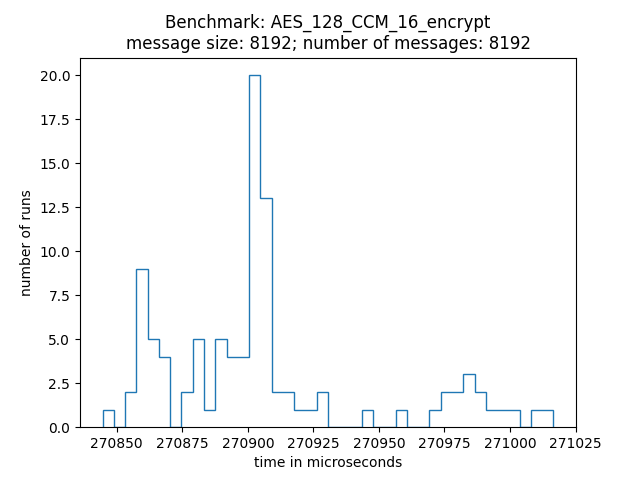 Benchmark: AES_128_CCM_16_encrypt
message size: 8192; number of messages: 8192
20.0
17.5
15.0
12.5
10.0
7.5
5.0
2.5
0.0
number of runs
270850 270875 270900 270925 270950 270975 271000 271025
time in microseconds